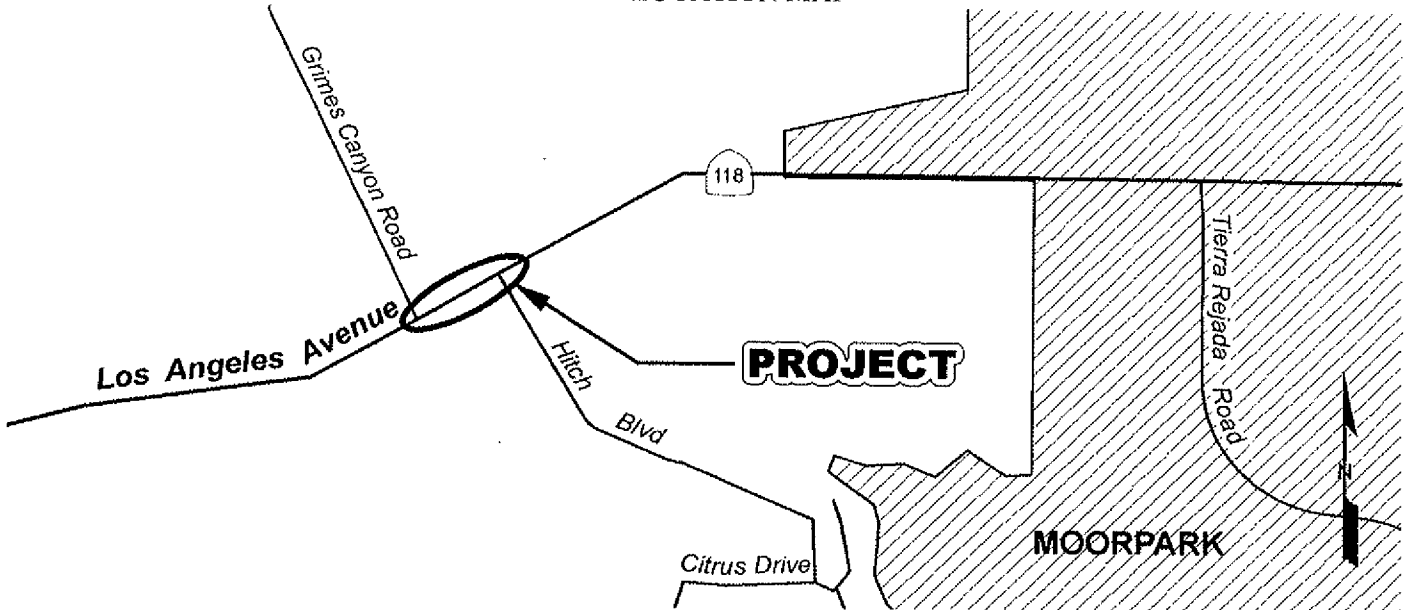 Grimes Canyon Road
118
Los Angeles Avenue
Tierra Rejada Road
Hitch Blvd
PROJECT
N
MOORPARK
Citrus Drive